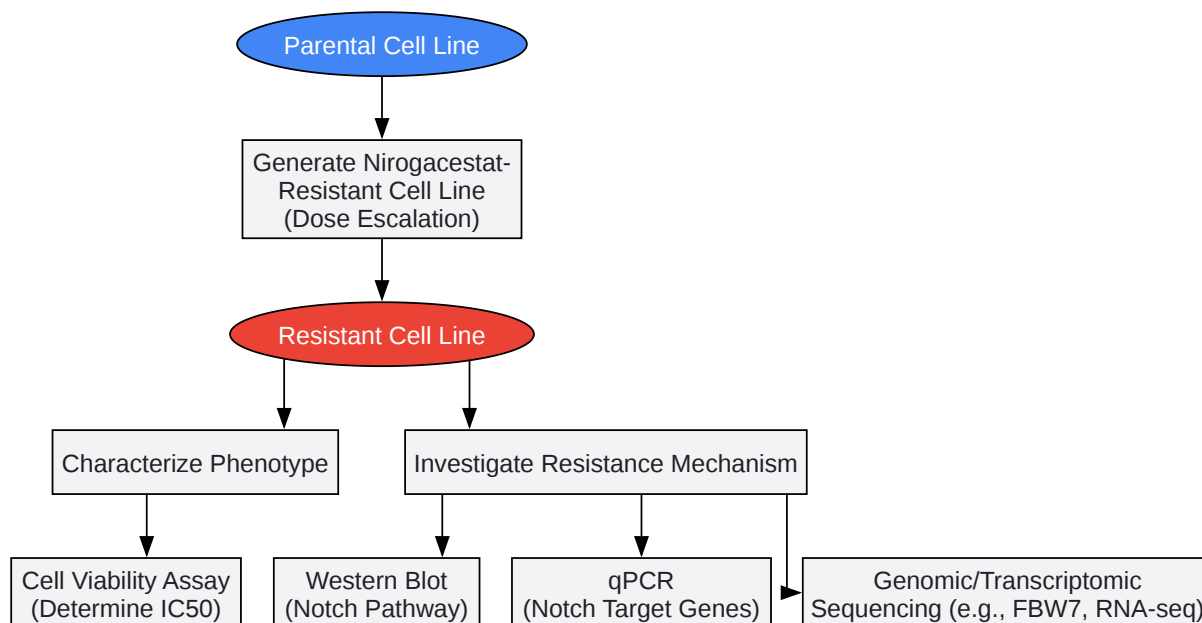 Parental Cell Line
Generate Nirogacestat-
Resistant Cell Line
(Dose Escalation)
Resistant Cell Line
Characterize Phenotype
Investigate Resistance Mechanism
Cell Viability Assay
(Determine IC50)
Western Blot
(Notch Pathway)
qPCR
(Notch Target Genes)
Genomic/Transcriptomic
Sequencing (e.g., FBW7, RNA-seq)